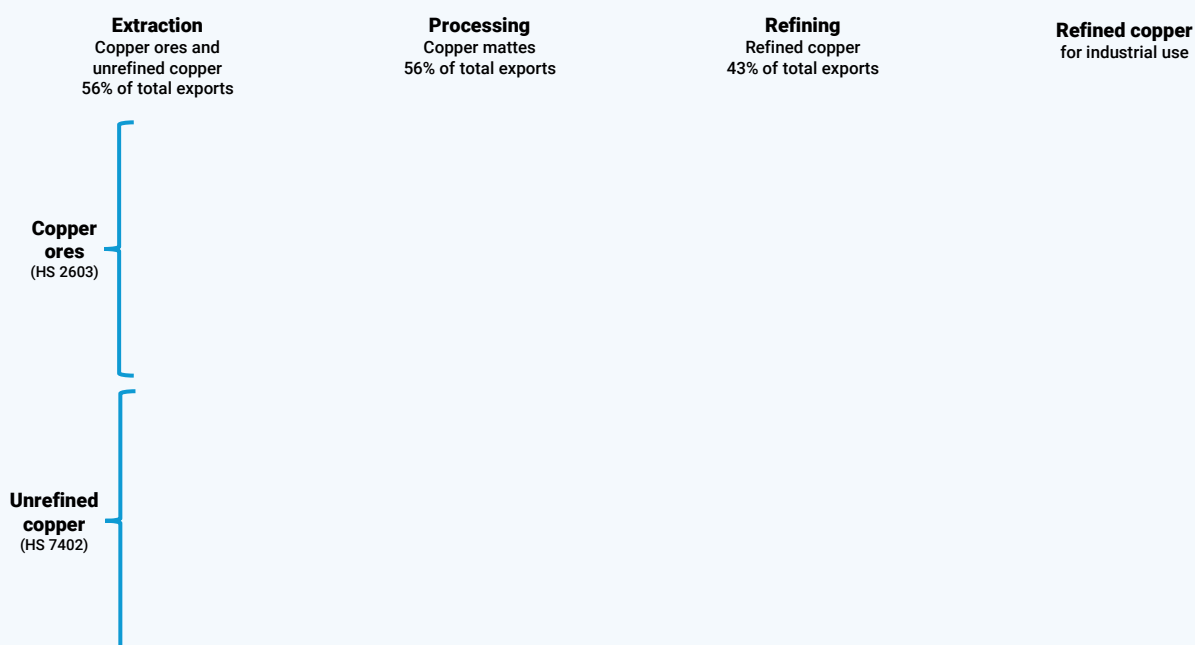 Extraction
Copper ores and
unrefined copper
56% of total exports
Processing
Copper mattes
56% of total exports
Refining
Refined copper
43% of total exports
Refined copper
for industrial use
Copper
ores
(HS 2603)
Unrefined
copper
(HS 7402)